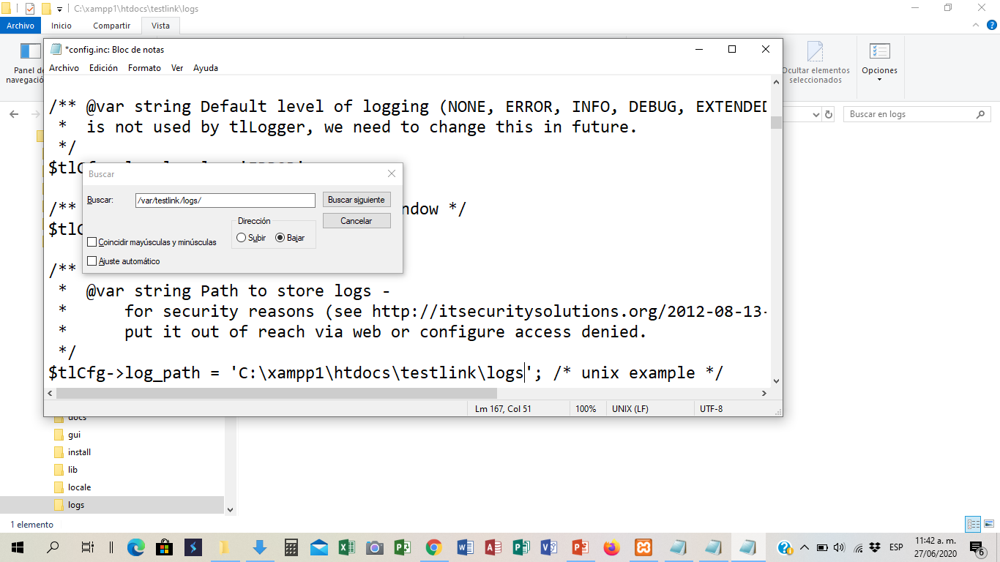 C:\xampp1\htdocs\testlink\logs
Archivo Inicio Compartir Vista
Panel de
navegació
Ocultar elementos
seleccionados
Opciones
Buscar en logs
*config.inc: Bloc de notas
Archivo Edición Formato Ver Ayuda
/** @var string Default level of logging (NONE, ERROR, INFO, DEBUG, EXTENDED
* is not used by tlLogger, we need to change this in future.
*/
$tlC
Buscar
Buscar: /var/testlink/logs/ Buscar siguiente
Cancelar
Dirección
Subir Bajar
Coincidir mayúsculas y minúsculas
Ajuste automático
/** ndow */
$tlC
/**
* @var string Path to store logs -
* for security reasons (see http://itsecuritysolutions.org/2012-08-13-
* put it out of reach via web or configure access denied.
*/
$tlCfg->log_path = 'C:\xampp1\htdocs\testlink\logs'; /* unix example */
Lm 167, Col 51 100% UNIX (LF) UTF-8
docs
gui
install
lib
locale
logs
1 elemento
ESP
11:42 a. m.
27/06/2020
6